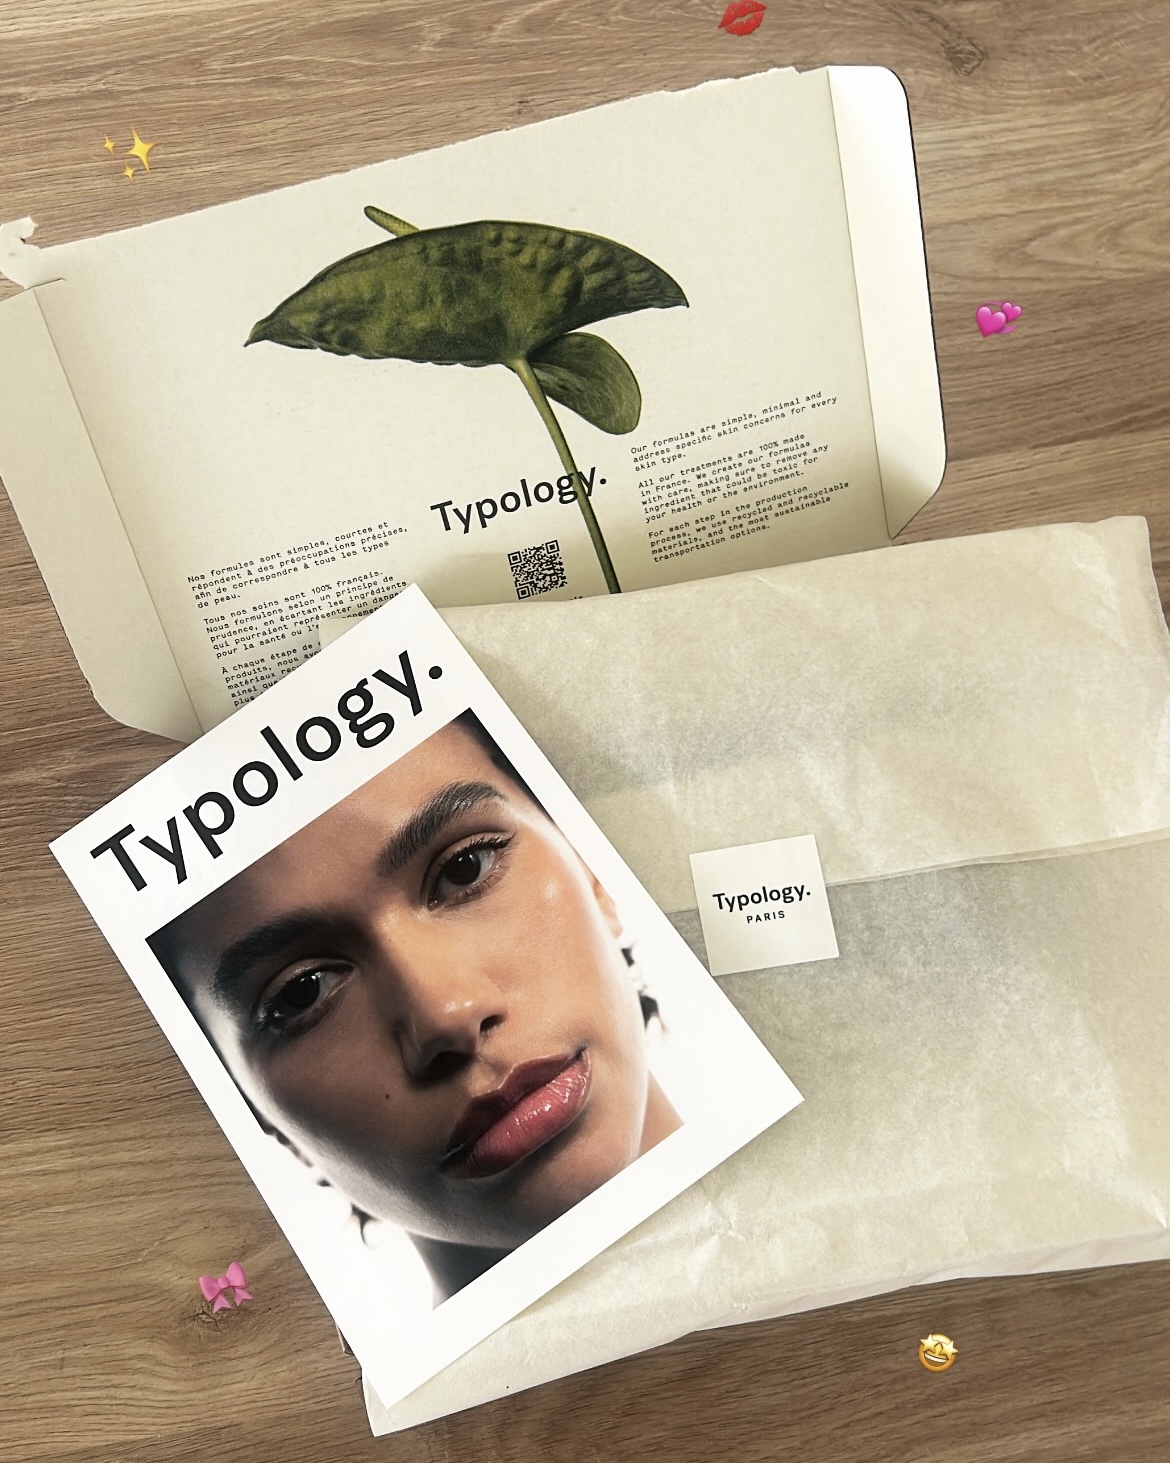 Our formulas are simple, minimal and
address specific skin concerns for every
skin type.
All our treatments are 100% made
in France. We create our formulas
with care, making sure to remove any
ingredient that could be toxic for
your health or the environment.
For each step in the production
process, we use recycled and recyclable
materials, and the most sustainable
transportation options.
Typology.
Nos formules sont simples, courtes et
répondent à des préoccupations précises,
afin de correspondre à tous les types
de peau.
Tous nos soins sont 100% français.
Nous formulons selon un principe de
prudence, en écartant les ingrédients
qui pourraient représenter un danger
pour la santé ou
À chaque étape de
produits, nous
matériaux
ainsi que
Typology.
Typology.
PARIS